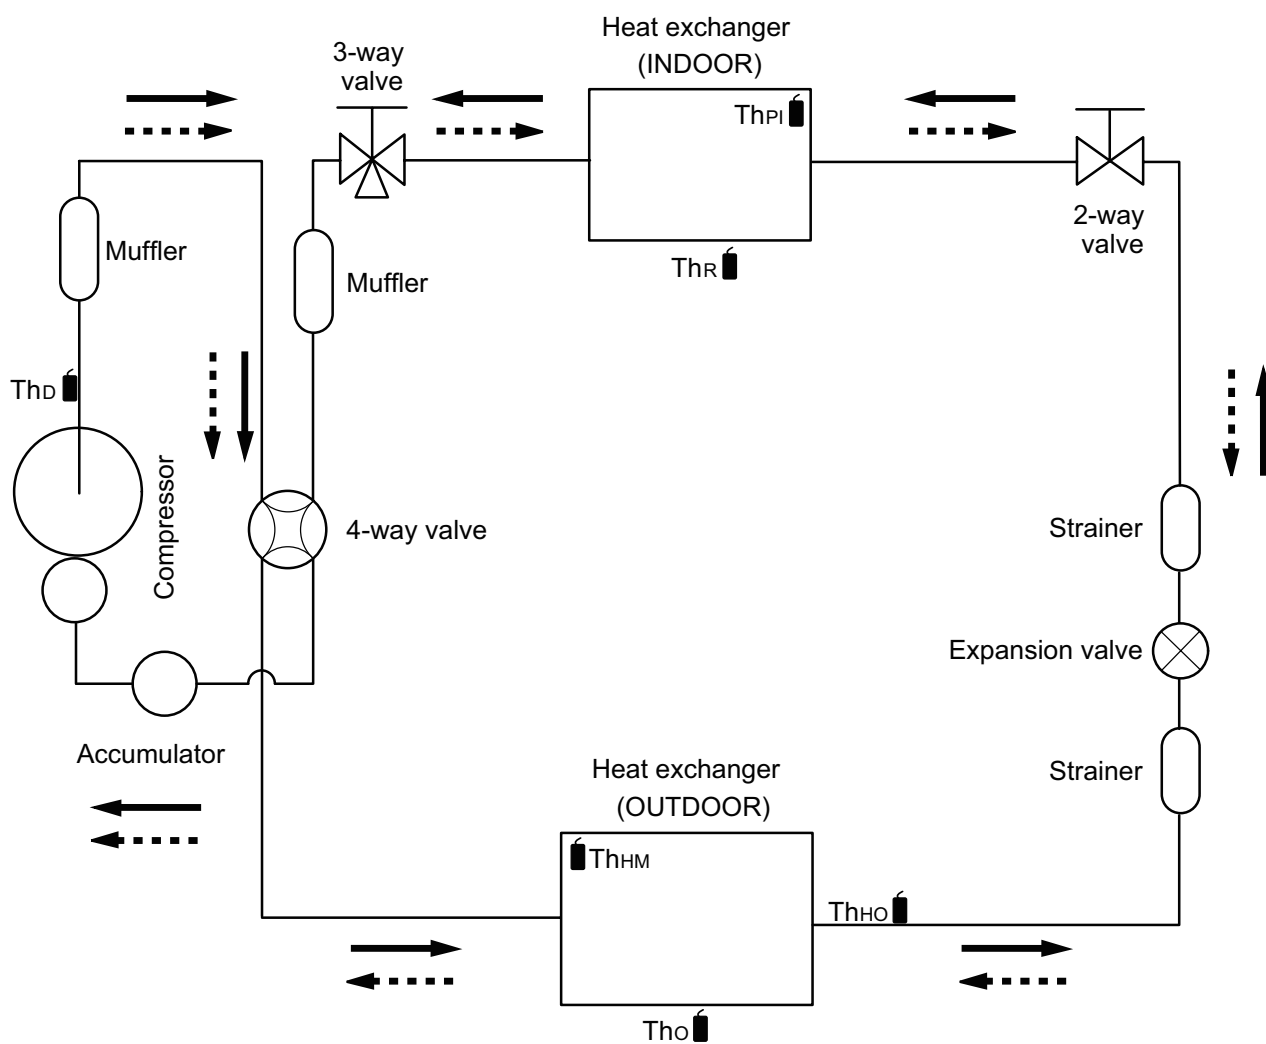 Heat exchanger
(INDOOR)
3-way
valve
ThPI
2-way
valve
Muffler
ThR
Muffler
ThD
Compressor
4-way valve
Strainer
Expansion valve
Accumulator
Strainer
Heat exchanger
(OUTDOOR)
ThHM
ThHO
ThO